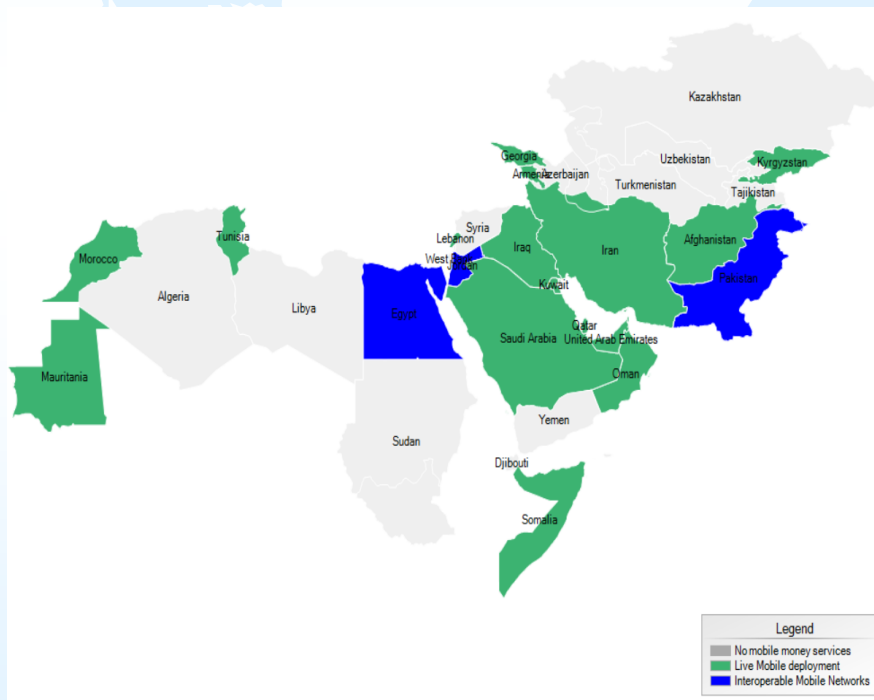 Kazakhstan
Georgia
Uzbekistan
Kyrgyzstan
Armenia
Azerbaijan
Turkmenistan
Tajikistan
Syria
Tunisia
Lebanon
Morocco
Iraq
Iran
Afghanistan
West
Jordan
Kuwait
Pakistan
Algeria
Libya
Egypt
Qatar
Saudi Arabia
United Arab Emirates
Mauritania
Oman
Yemen
Sudan
Djibouti
Somalia
Legend
No mobile money services
Live Mobile deployment
Interoperable Mobile Networks